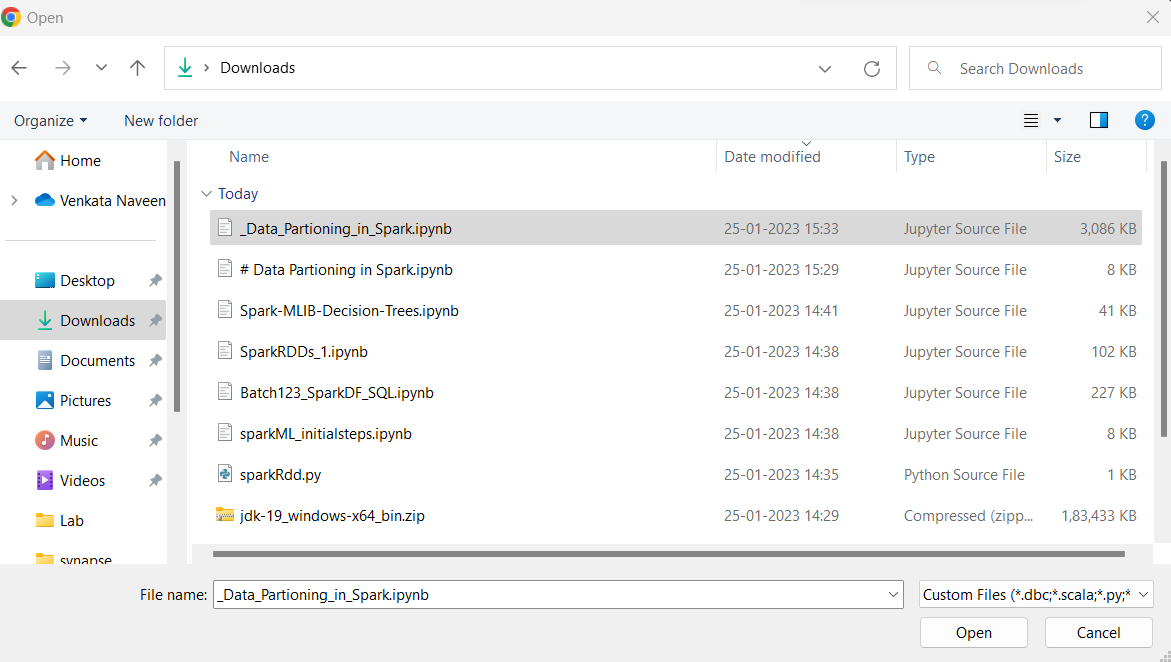 Open
Downloads
Search Downloads
Organize
New folder
?
Home
Venkata Naveen
Desktop
Downloads
Documents
Pictures
Music
Videos
Lab
synapse
Name Date modified Type Size
Today
_Data_Partioning_in_Spark.ipynb 25-01-2023 15:33 Jupyter Source File 3,086 KB
# Data Partioning in Spark.ipynb 25-01-2023 15:29 Jupyter Source File 8 KB
Spark-MLIB-Decision-Trees.ipynb 25-01-2023 14:41 Jupyter Source File 41 KB
SparkRDDs_1.ipynb 25-01-2023 14:38 Jupyter Source File 102 KB
Batch123_SparkDF_SQL.ipynb 25-01-2023 14:38 Jupyter Source File 227 KB
sparkML_initialsteps.ipynb 25-01-2023 14:38 Jupyter Source File 8 KB
sparkRdd.py 25-01-2023 14:35 Python Source File 1 KB
jdk-19_windows-x64_bin.zip 25-01-2023 14:29 Compressed (zipp... 1,83,433 KB
File name: _Data_Partioning_in_Spark.ipynb Custom Files (*.dbc;*.scala;*.py;*
Open Cancel